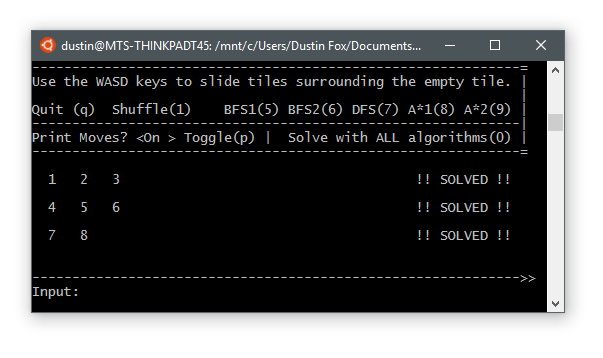 dustin@MTS-THINKPADT45: /mnt/c/Users/Dustin Fox/Documents...
-------------------------------------------------------------=
Use the WASD keys to slide tiles surrounding the empty tile. |
|
Quit (q)  Shuffle(1)    BFS1(5) BFS2(6) DFS(7) A*1(8) A*2(9) |
-------------------------------------------------------------|
Print Moves? <On > Toggle(p) |  Solve with ALL algorithms(0) |
-------------------------------------------------------------=
1   2   3                                     !! SOLVED !!
4   5   6                                     !! SOLVED !!
7   8                                         !! SOLVED !!
------------------------------------------------------------->>
Input: